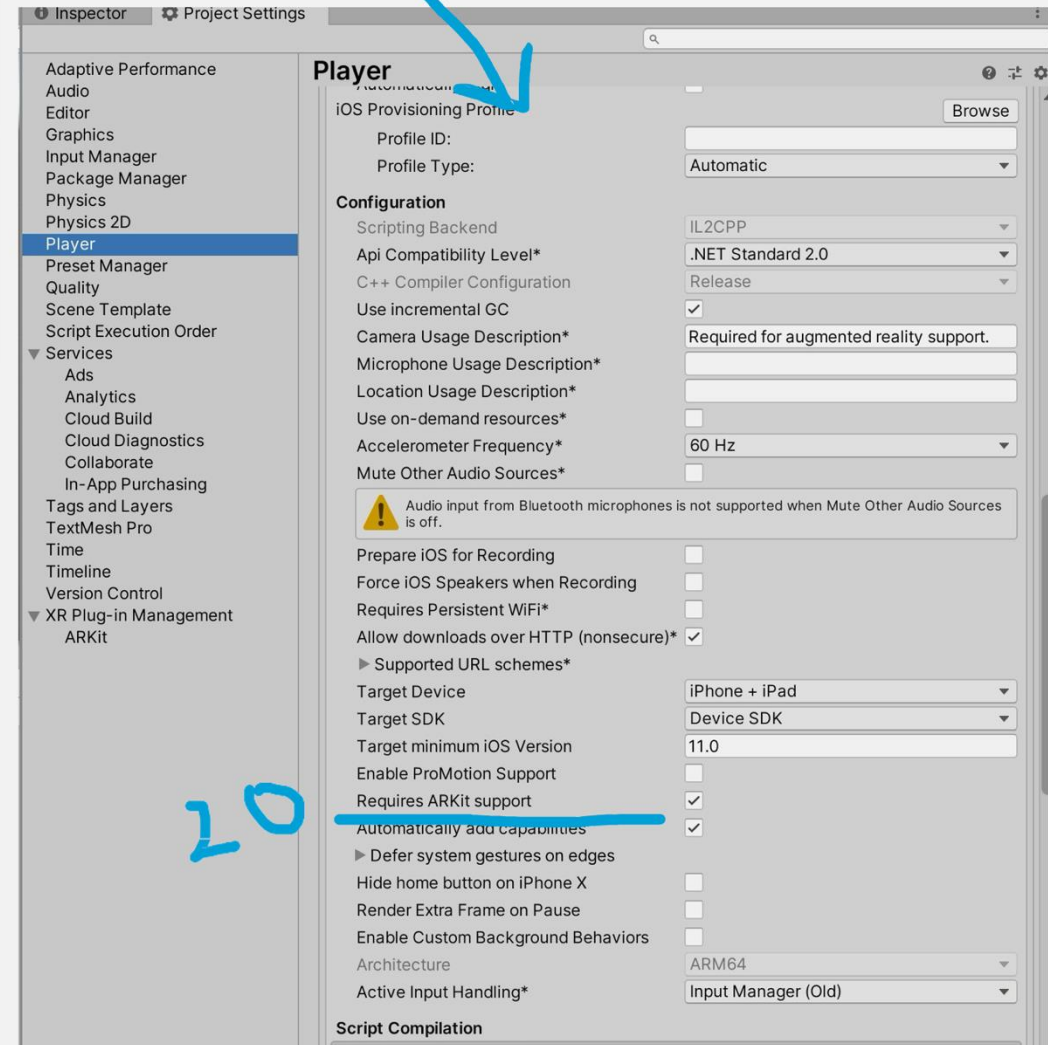 Inspector Project Settings
Adaptive Performance
Audio
Editor
Graphics
Input Manager
Package Manager
Physics
Physics 2D
Player
Preset Manager
Quality
Scene Template
Script Execution Order
Services
Ads
Analytics
Cloud Build
Cloud Diagnostics
Collaborate
In-App Purchasing
Tags and Layers
TextMesh Pro
Time
Timeline
Version Control
XR Plug-in Management
ARKit
Player
iOS Provisioning Profile Browse
Profile ID:
Profile Type: Automatic
Configuration
Scripting Backend IL2CPP
Api Compatibility Level* .NET Standard 2.0
C++ Compiler Configuration Release
Use incremental GC
Camera Usage Description* Required for augmented reality support.
Microphone Usage Description*
Location Usage Description*
Use on-demand resources*
Accelerometer Frequency* 60 Hz
Mute Other Audio Sources*
Audio input from Bluetooth microphones is not supported when Mute Other Audio Sources
is off.
Prepare iOS for Recording
Force iOS Speakers when Recording
Requires Persistent WiFi*
Allow downloads over HTTP (nonsecure)*
Supported URL schemes*
Target Device iPhone + iPad
Target SDK Device SDK
Target minimum iOS Version 11.0
Enable ProMotion Support
20 Requires ARKit support
Automatically add capabilities
Defer system gestures on edges
Hide home button on iPhone X
Render Extra Frame on Pause
Enable Custom Background Behaviors
Architecture ARM64
Active Input Handling* Input Manager (Old)
Script Compilation